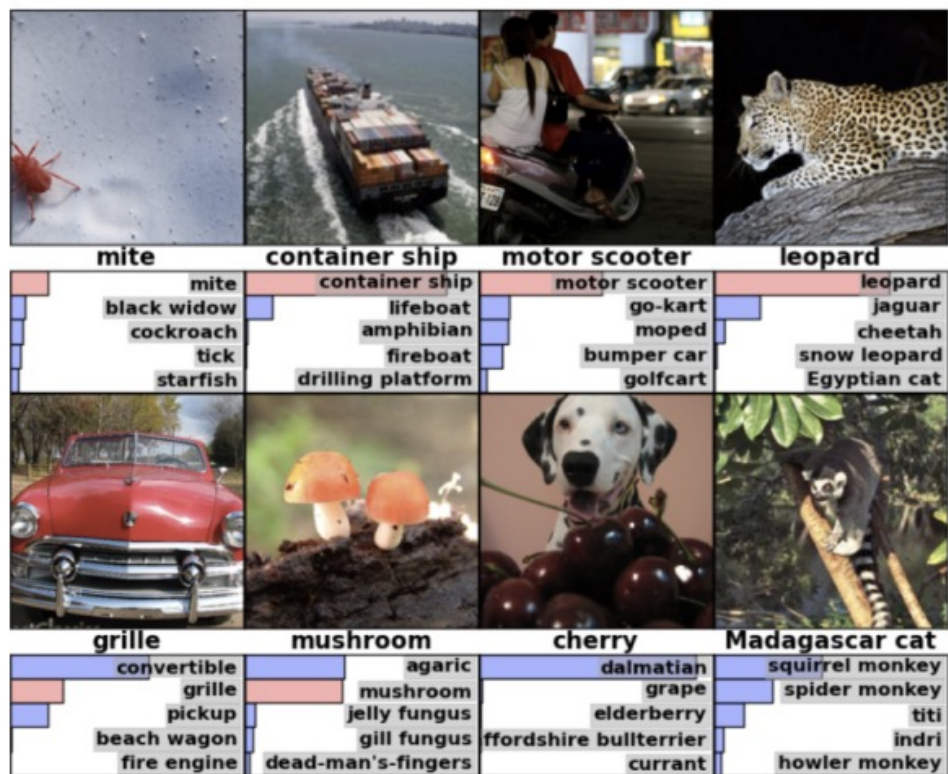 mite
container ship
motor scooter
leopard
mite
black widow
cockroach
tick
starfish
container ship
lifeboat
amphibian
fireboat
drilling platform
motor scooter
go-kart
moped
bumper car
golfcart
leopard
jaguar
cheetah
snow leopard
Egyptian cat
grille
mushroom
cherry
Madagascar cat
convertible
grille
pickup
beach wagon
fire engine
agaric
mushroom
jelly fungus
gill fungus
dead-man's-fingers
dalmatian
grape
elderberry
ffordshire bullterrier
currant
squirrel monkey
spider monkey
titi
indri
howler monkey